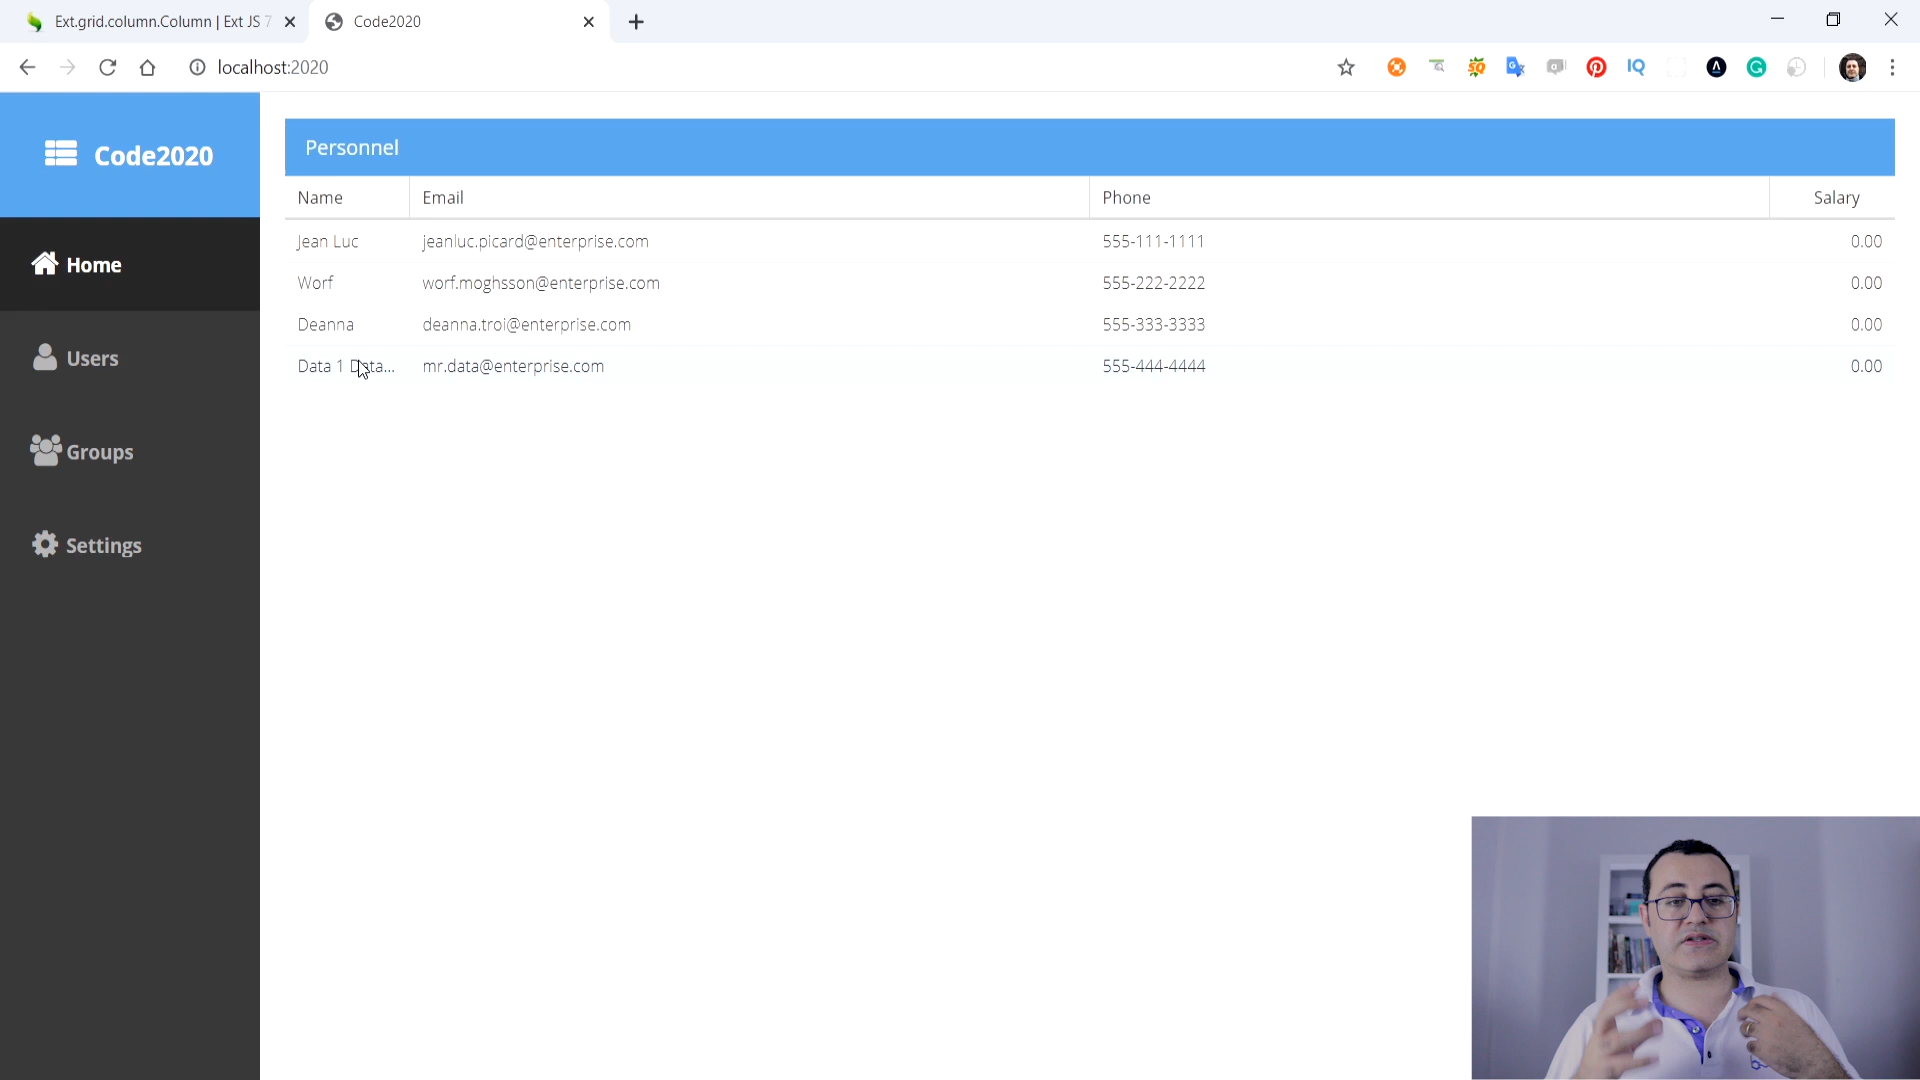 Ext.grid.column.Column | Ext JS 7
Code2020
localhost:2020
Code2020
Home
Users
Groups
Settings
Personnel
Name Email Phone Salary
Jean Luc jeanluc.picard@enterprise.com 555-111-1111 0.00
Worf worf.moghsson@enterprise.com 555-222-2222 0.00
Deanna deanna.troi@enterprise.com 555-333-3333 0.00
Data 1 Data... mr.data@enterprise.com 555-444-4444 0.00